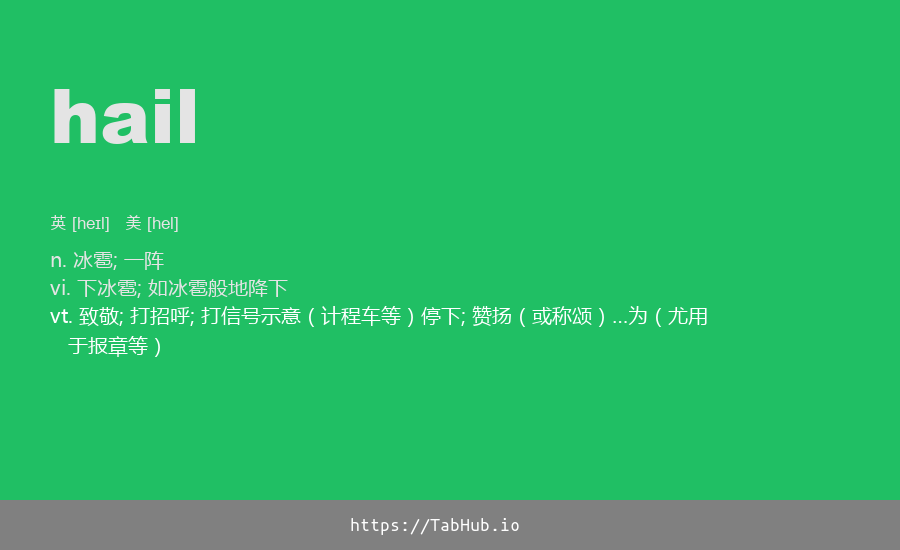 hail
英 [heɪl] 美 [hel]
n. 冰雹; 一阵
vi. 下冰雹; 如冰雹般地降下
vt. 致敬; 打招呼; 打信号示意（计程车等）停下; 赞扬（或称颂）...为（尤用
于报章等）
https://TabHub.io